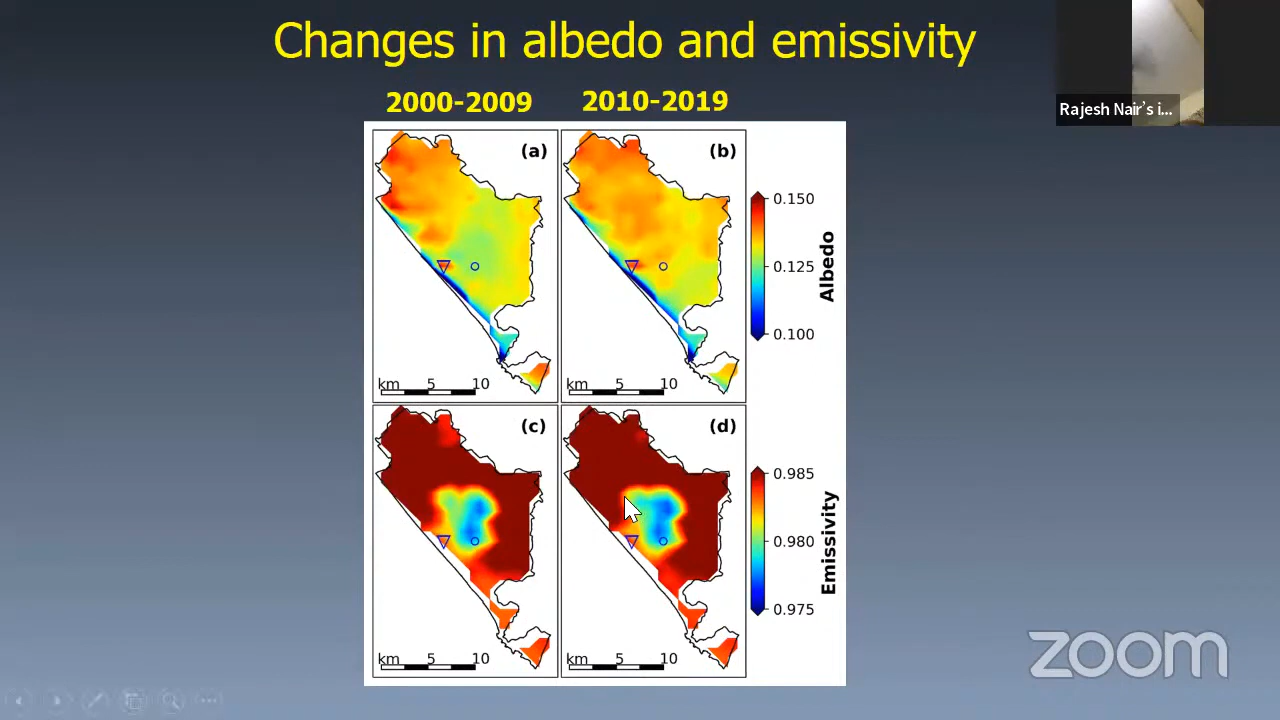 Changes in albedo and emissivity
Rajesh Nair's i...
2000-2009 2010-2019
(a) (b)
0.150
0.125
0.100
Albedo
km 5 10 km 5 10
(c) (d)
0.985
0.980
0.975
Emissivity
km 5 10 km 5 10
zoom